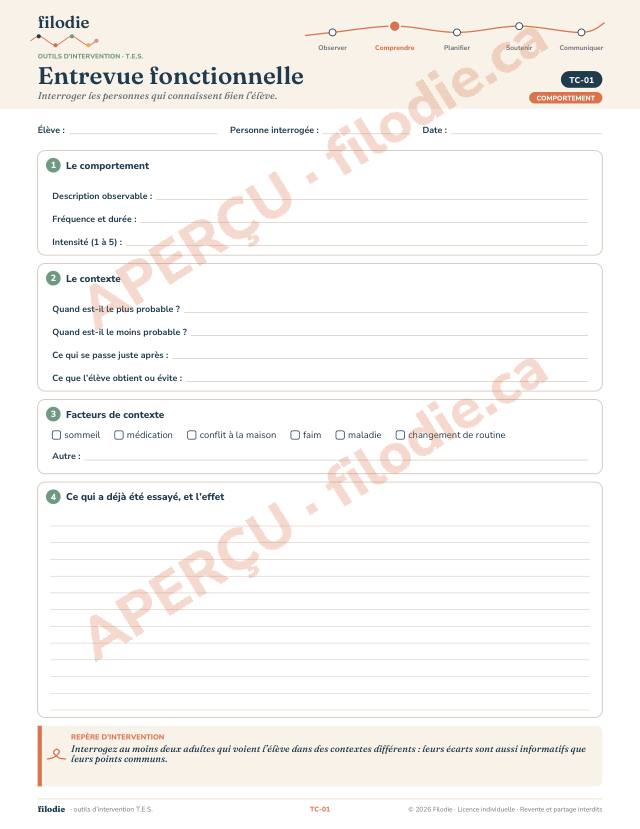 filodie
OUTILS D'INTERVENTION · T.E.S.
Observer Comprendre Planifier Soutenir Communiquer
Entrevue fonctionnelle
Interroger les personnes qui connaissent bien l'élève.
TC-01
COMPORTEMENT
Élève : Personne interrogée : Date :
1 Le comportement
Description observable :
Fréquence et durée :
Intensité (1 à 5) :
2 Le contexte
Quand est-il le plus probable ?
Quand est-il le moins probable ?
Ce qui se passe juste après :
Ce que l'élève obtient ou évite :
3 Facteurs de contexte
sommeil médication conflit à la maison faim maladie changement de routine
Autre :
4 Ce qui a déjà été essayé, et l'effet
APERÇU · filodie.ca
APERÇU · filodie.ca
REPÈRE D'INTERVENTION
Interrogez au moins deux adultes qui voient l'élève dans des contextes différents : leurs écarts sont aussi informatifs que
leurs points communs.
filodie · outils d'intervention T.E.S. TC-01 © 2026 Filodie · Licence individuelle · Revente et partage interdits